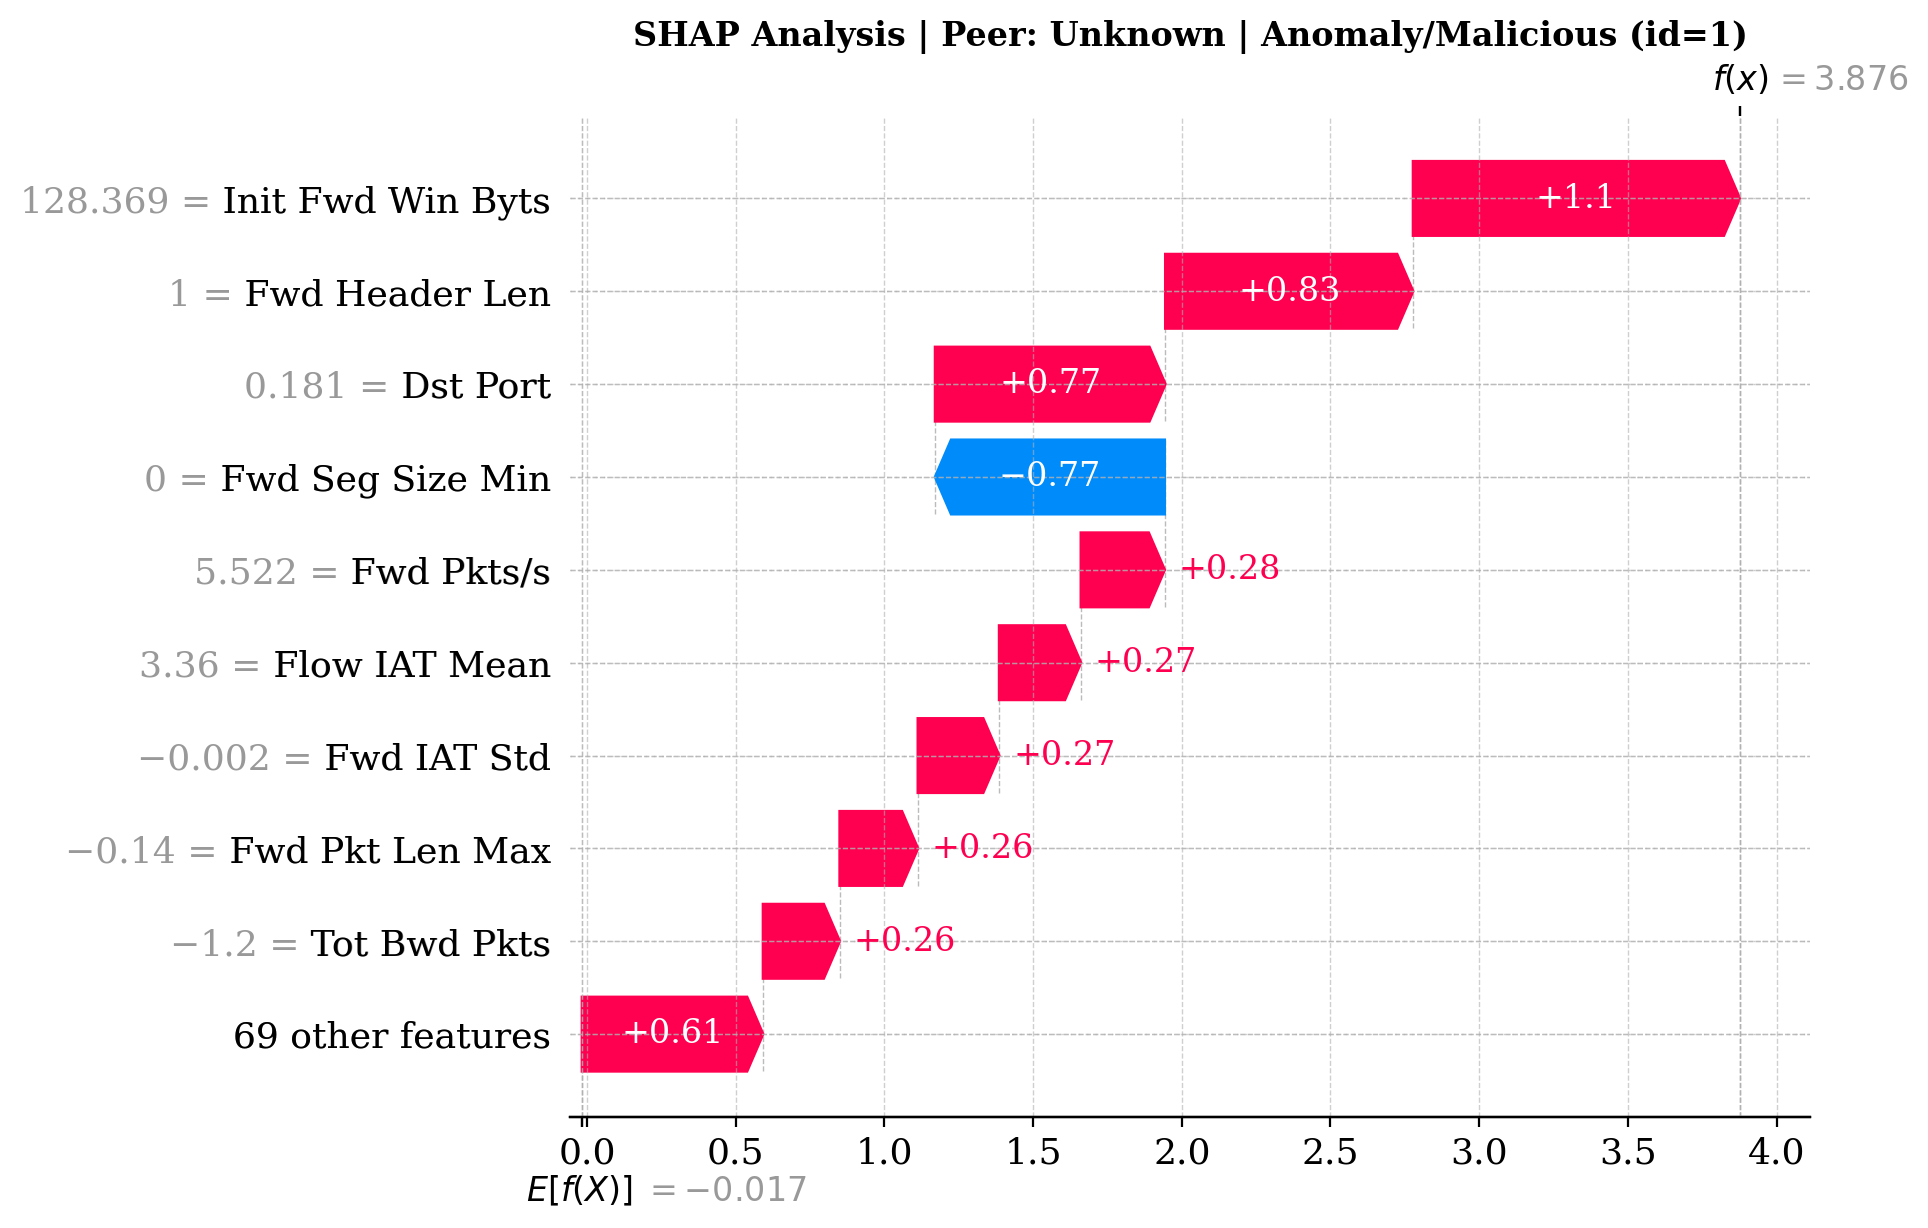 SHAP Analysis | Peer: Unknown | Anomaly/Malicious (id=1)
f(x) = 3.876
128.369 = Init Fwd Win Byts +1.1
1 = Fwd Header Len +0.83
0.181 = Dst Port +0.77
0 = Fwd Seg Size Min −0.77
5.522 = Fwd Pkts/s +0.28
3.36 = Flow IAT Mean +0.27
−0.002 = Fwd IAT Std +0.27
−0.14 = Fwd Pkt Len Max +0.26
−1.2 = Tot Bwd Pkts +0.26
69 other features +0.61
0.0 0.5 1.0 1.5 2.0 2.5 3.0 3.5 4.0
E[f(X)] = −0.017